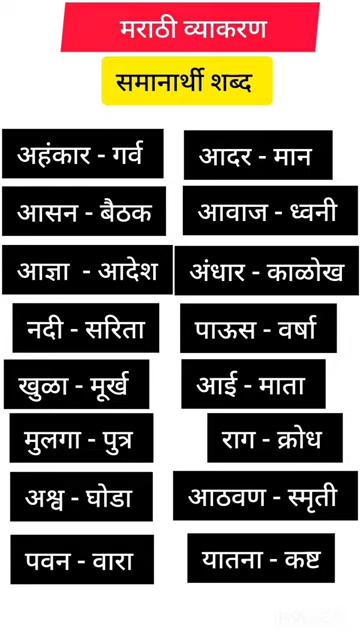 मराठी व्याकरण
समानार्थी शब्द
अहंकार - गर्व
आदर - मान
आसन - बैठक
आवाज - ध्वनी
आज्ञा - आदेश
अंधार - काळोख
नदी - सरिता
पाऊस - वर्षा
खुळा - मूर्ख
आई - माता
मुलगा - पुत्र
राग - क्रोध
अश्व - घोडा
आठवण - स्मृती
पवन - वारा
यातना - कष्ट